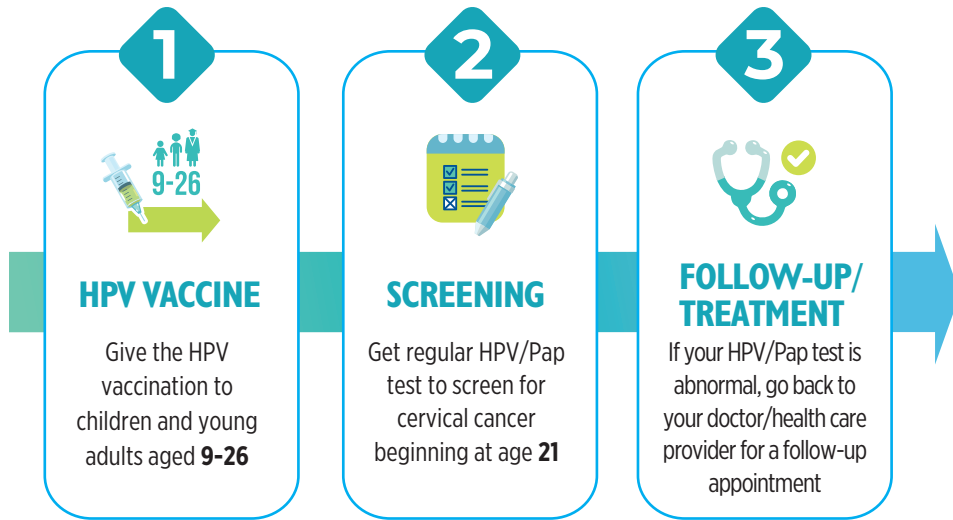 1
9-26
HPV VACCINE
Give the HPV
vaccination to
children and young
adults aged 9-26
2
SCREENING
Get regular HPV/Pap
test to screen for
cervical cancer
beginning at age 21
3
FOLLOW-UP/
TREATMENT
If your HPV/Pap test is
abnormal, go back to
your doctor/health care
provider for a follow-up
appointment